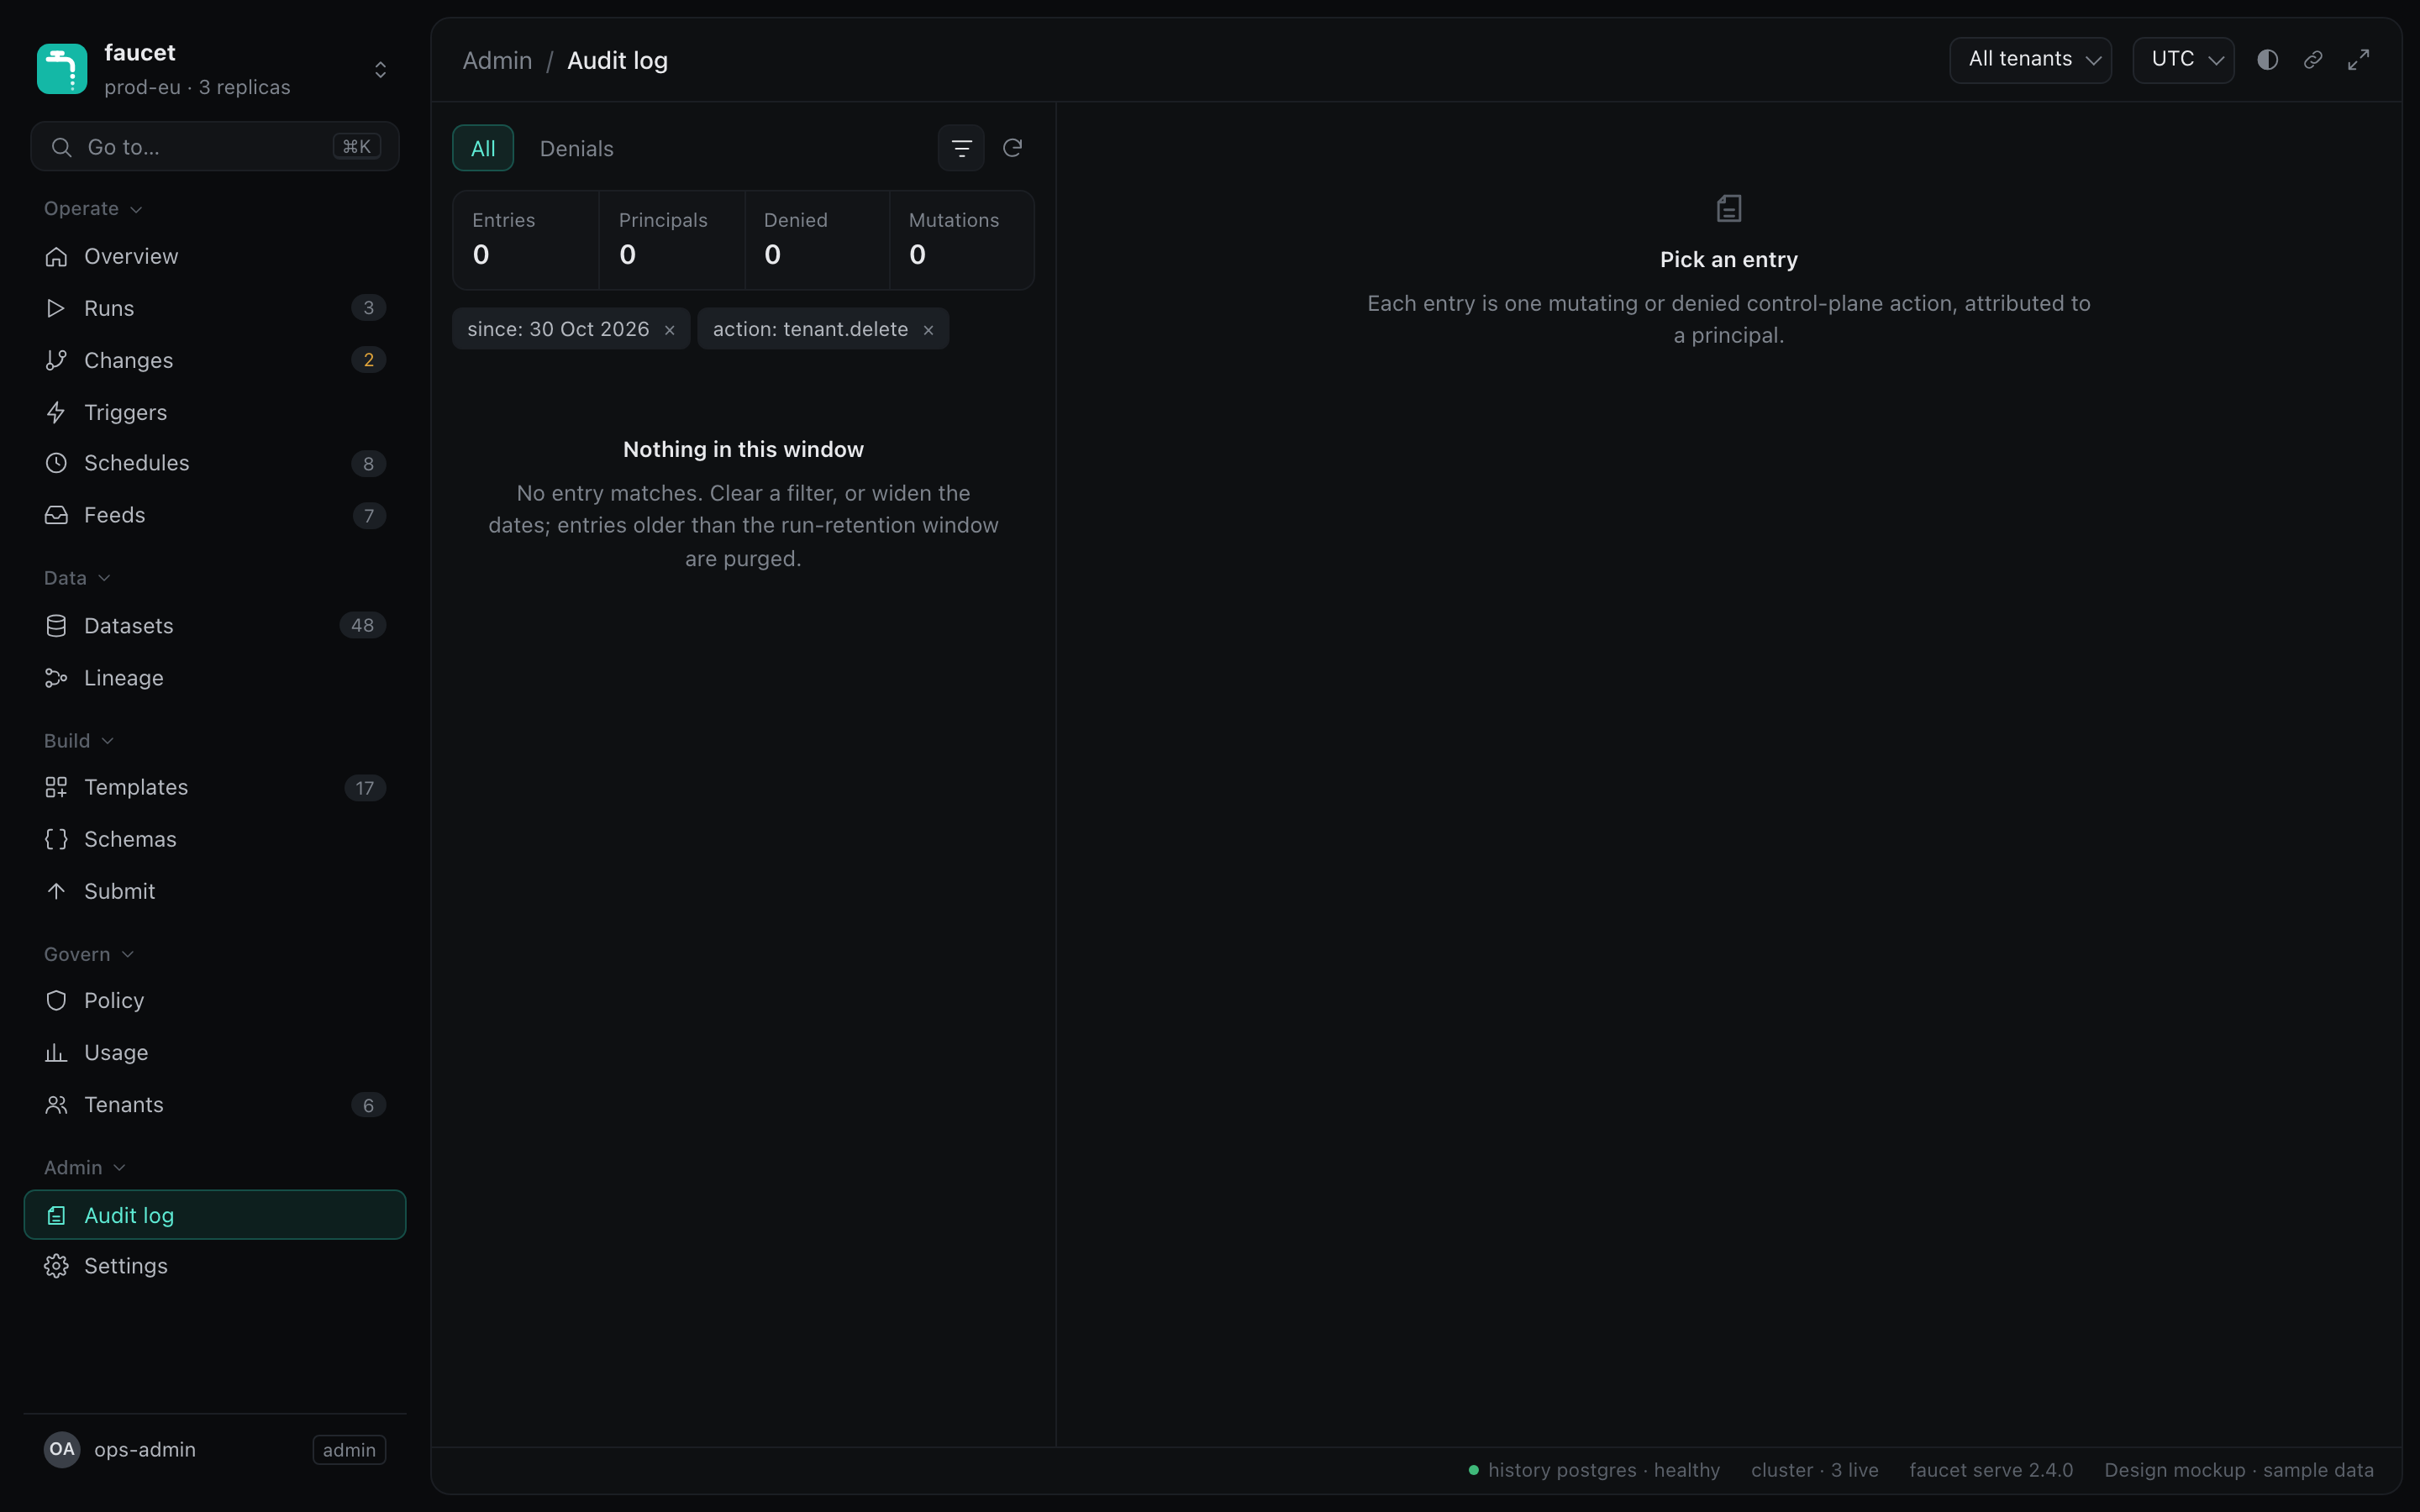 faucet
prod-eu · 3 replicas
Go to...
⌘K
Operate
Overview
Runs 3
Changes 2
Triggers
Schedules 8
Feeds 7
Data
Datasets 48
Lineage
Build
Templates 17
Schemas
Submit
Govern
Policy
Usage
Tenants 6
Admin
Audit log
Settings
OA ops-admin admin
Admin / Audit log
All tenants
UTC
All Denials
Entries Principals Denied Mutations
0 0 0 0
since: 30 Oct 2026 × action: tenant.delete ×
Nothing in this window
No entry matches. Clear a filter, or widen the
dates; entries older than the run-retention window
are purged.
Pick an entry
Each entry is one mutating or denied control-plane action, attributed to
a principal.
history postgres · healthy cluster · 3 live faucet serve 2.4.0 Design mockup · sample data